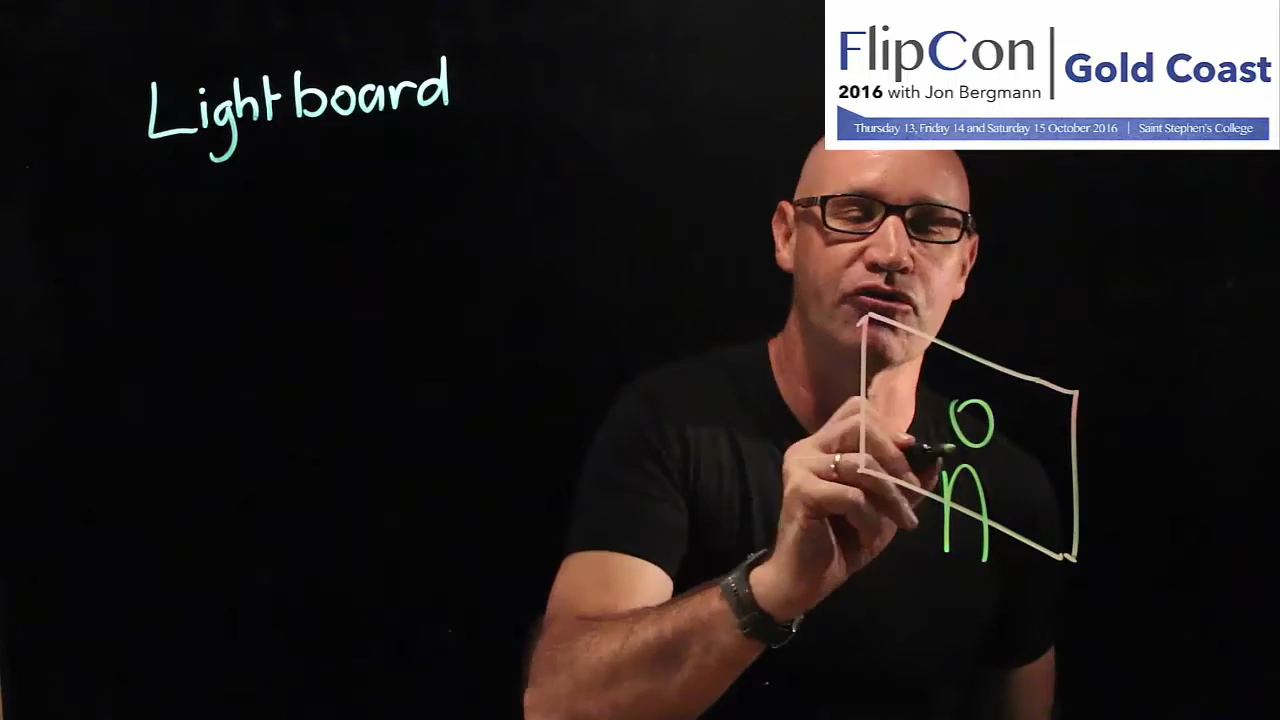 Lightboard
FlipCon
2016 with Jon Bergmann
Gold Coast
Thursday 13, Friday 14 and Saturday 15 October 2016 | Saint Stephen's College